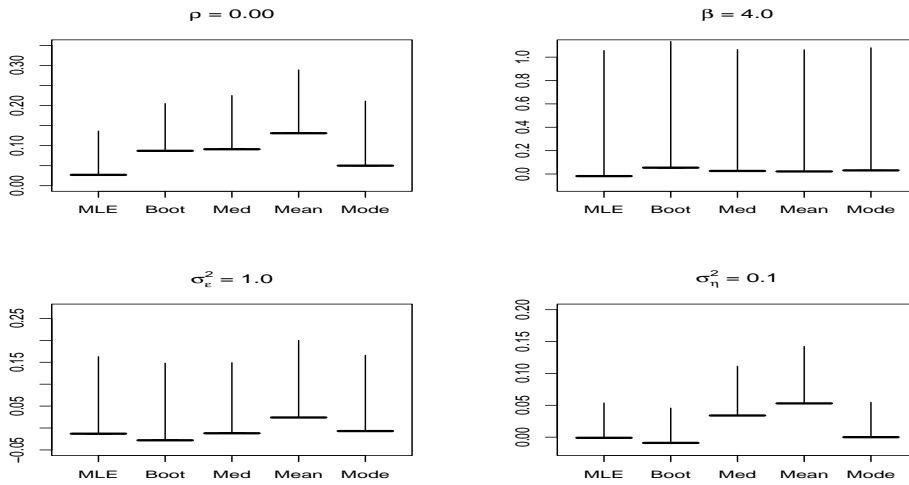 ρ = 0.00
0.00 0.10 0.20 0.30
MLE Boot Med Mean Mode
β = 4.0
0.0 0.2 0.4 0.6 0.8 1.0
MLE Boot Med Mean Mode
σ²ε = 1.0
−0.05 0.05 0.15 0.25
MLE Boot Med Mean Mode
σ²η = 0.1
0.00 0.05 0.10 0.15 0.20
MLE Boot Med Mean Mode